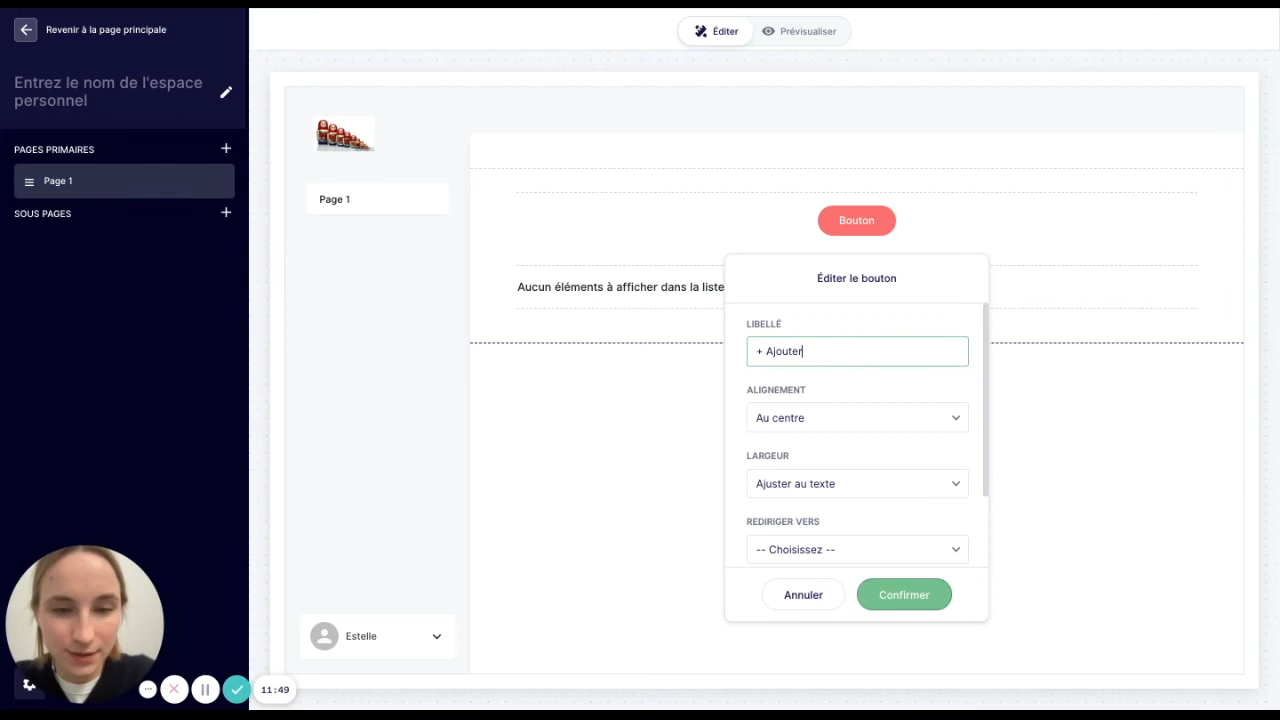 Revenir à la page principale
Éditer
Prévisualiser
Entrez le nom de l'espace
personnel
PAGES PRIMAIRES
Page 1
SOUS PAGES
Page 1
Bouton
Aucun éléments à afficher dans la liste
Éditer le bouton
LIBELLÉ
+ Ajouter
ALIGNEMENT
Au centre
LARGEUR
Ajuster au texte
REDIRIGER VERS
-- Choisissez --
Annuler
Confirmer
Estelle
11:49